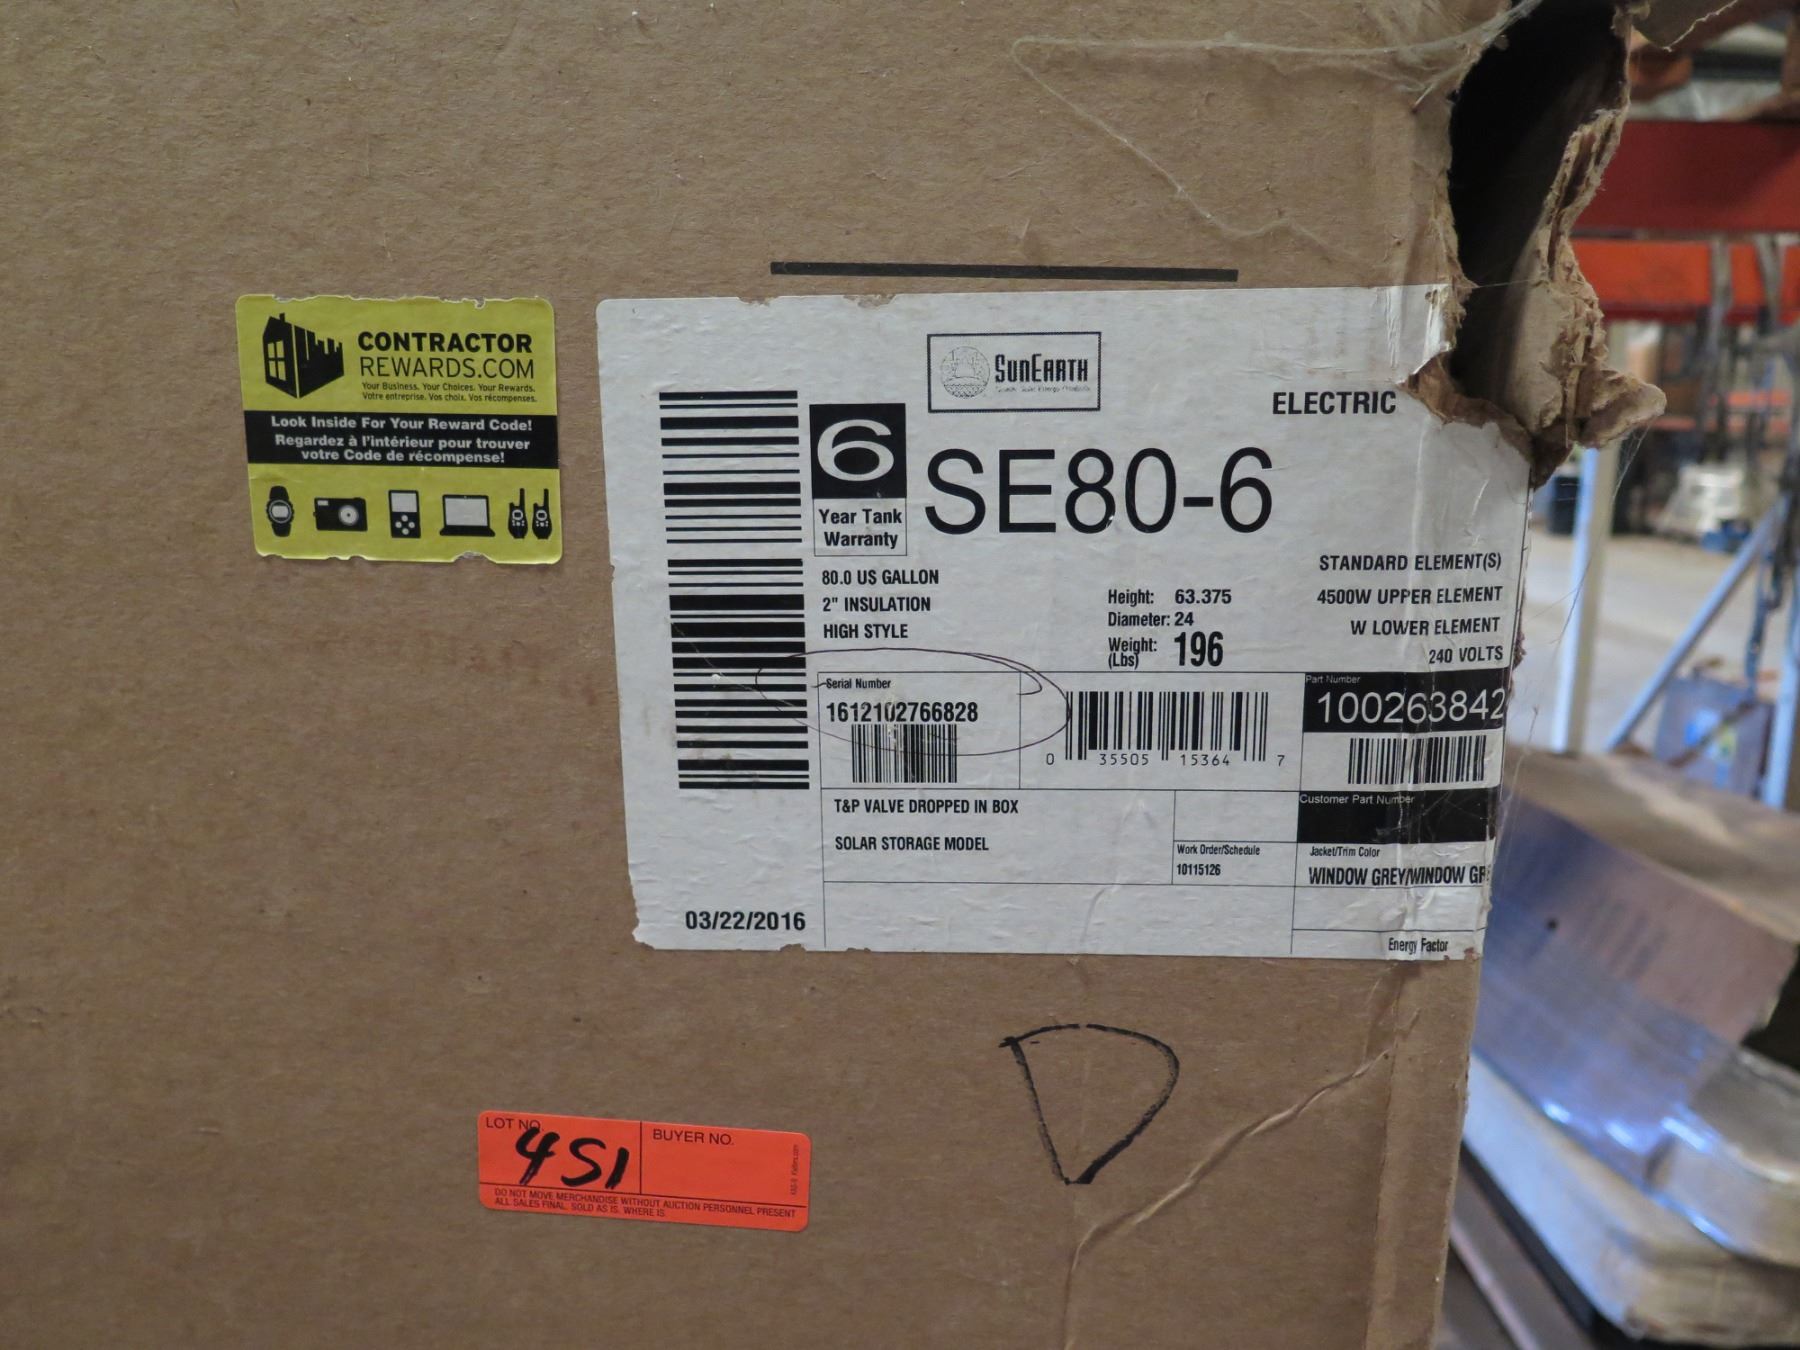 CONTRACTOR
REWARDS.COM
Your Business. Your Choices. Your Rewards.
Votre entreprise. Vos choix. Vos récompenses.
Look Inside For Your Reward Code!
Regardez à l'intérieur pour trouver
votre Code de récompense!
SUNEARTH
ELECTRIC
6
Year Tank
Warranty
SE80-6
80.0 US GALLON
2" INSULATION
HIGH STYLE
Height: 63.375
Diameter: 24
Weight: 196
(Lbs)
STANDARD ELEMENT(S)
4500W UPPER ELEMENT
W LOWER ELEMENT
240 VOLTS
Serial Number
1612102766828
0 35505 15364 7
Part Number
100263842
T&P VALVE DROPPED IN BOX
SOLAR STORAGE MODEL
Customer Part Number
Work Order/Schedule
10115126
Jacket/Trim Color
WINDOW GREY/WINDOW GR
Energy Factor
03/22/2016
D
LOT NO.
451
BUYER NO.
DO NOT MOVE MERCHANDISE WITHOUT AUCTION PERSONNEL PRESENT
ALL SALES FINAL. SOLD AS IS. WHERE IS.